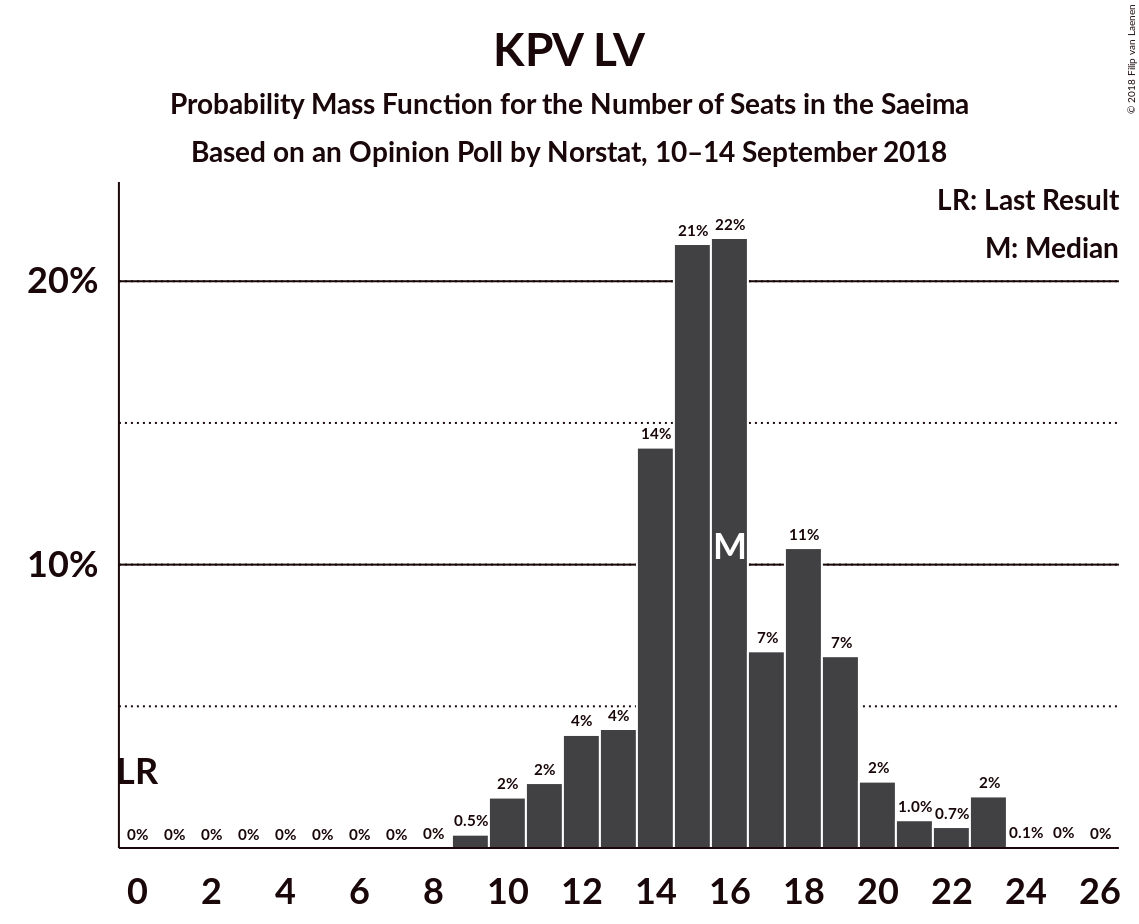 KPV LV
Probability Mass Function for the Number of Seats in the Saeima
Based on an Opinion Poll by Norstat, 10–14 September 2018
© 2018 Filip van Laenen
LR: Last Result
M: Median
20%
10%
LR
M
0% 0% 0% 0% 0% 0% 0% 0% 0% 0.5% 2% 2% 4% 4% 14% 21% 22% 7% 11% 7% 2% 1.0% 0.7% 2% 0.1% 0% 0%
0 2 4 6 8 10 12 14 16 18 20 22 24 26